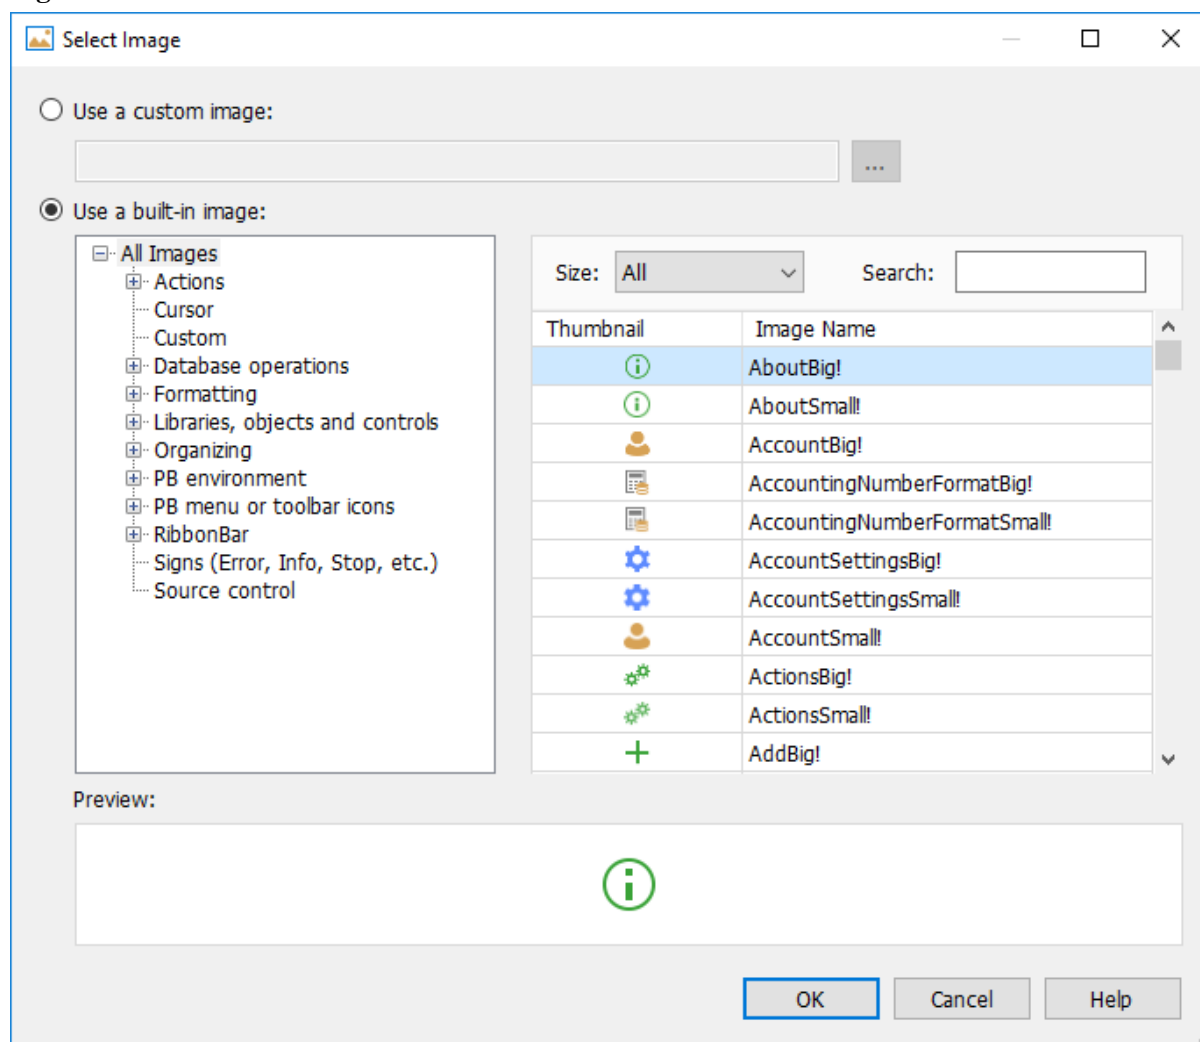 Select Image
Use a custom image:
...
Use a built-in image:
All Images
Actions
Cursor
Custom
Database operations
Formatting
Libraries, objects and controls
Organizing
PB environment
PB menu or toolbar icons
RibbonBar
Signs (Error, Info, Stop, etc.)
Source control
Size: All Search:
Thumbnail Image Name
AboutBig!
AboutSmall!
AccountBig!
AccountingNumberFormatBig!
AccountingNumberFormatSmall!
AccountSettingsBig!
AccountSettingsSmall!
AccountSmall!
ActionsBig!
ActionsSmall!
AddBig!
Preview:
OK Cancel Help